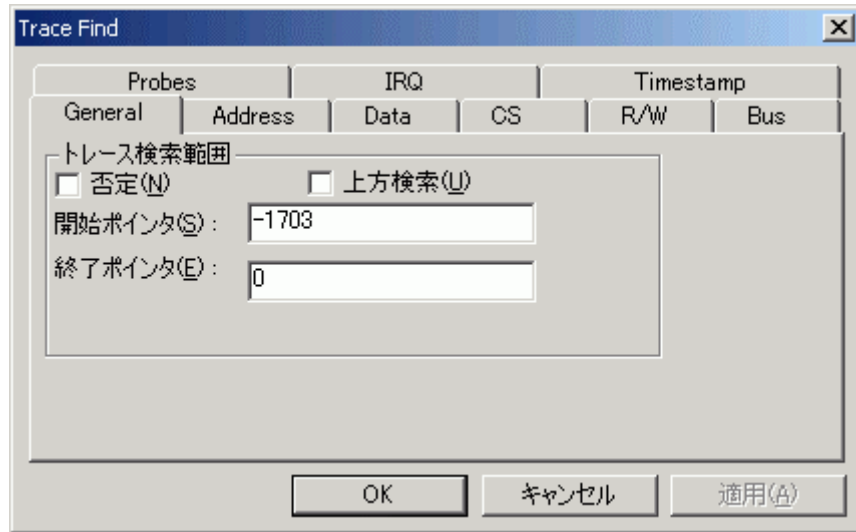 Trace Find
Probes IRQ Timestamp
General Address Data CS R/W Bus
トレース検索範囲
否定(N) 上方検索(U)
開始ポインタ(S): -1703
終了ポインタ(E): 0
OK キャンセル 適用(A)